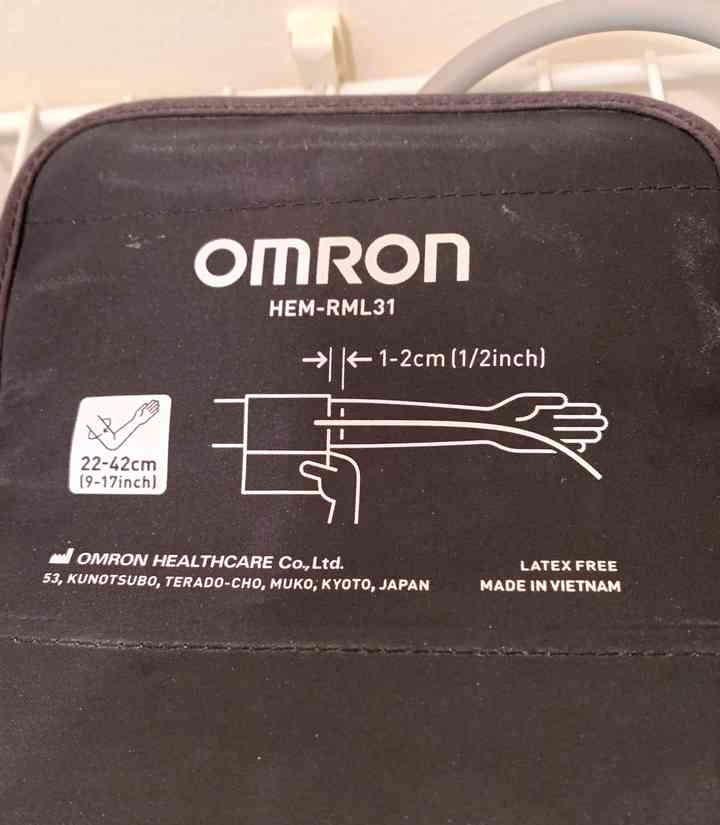 OMRON
HEM-RML31
1-2cm (1/2inch)
22-42cm
(9-17inch)
OMRON HEALTHCARE Co.,Ltd.
53, KUNOTSUBO, TERADO-CHO, MUKO, KYOTO, JAPAN
LATEX FREE
MADE IN VIETNAM